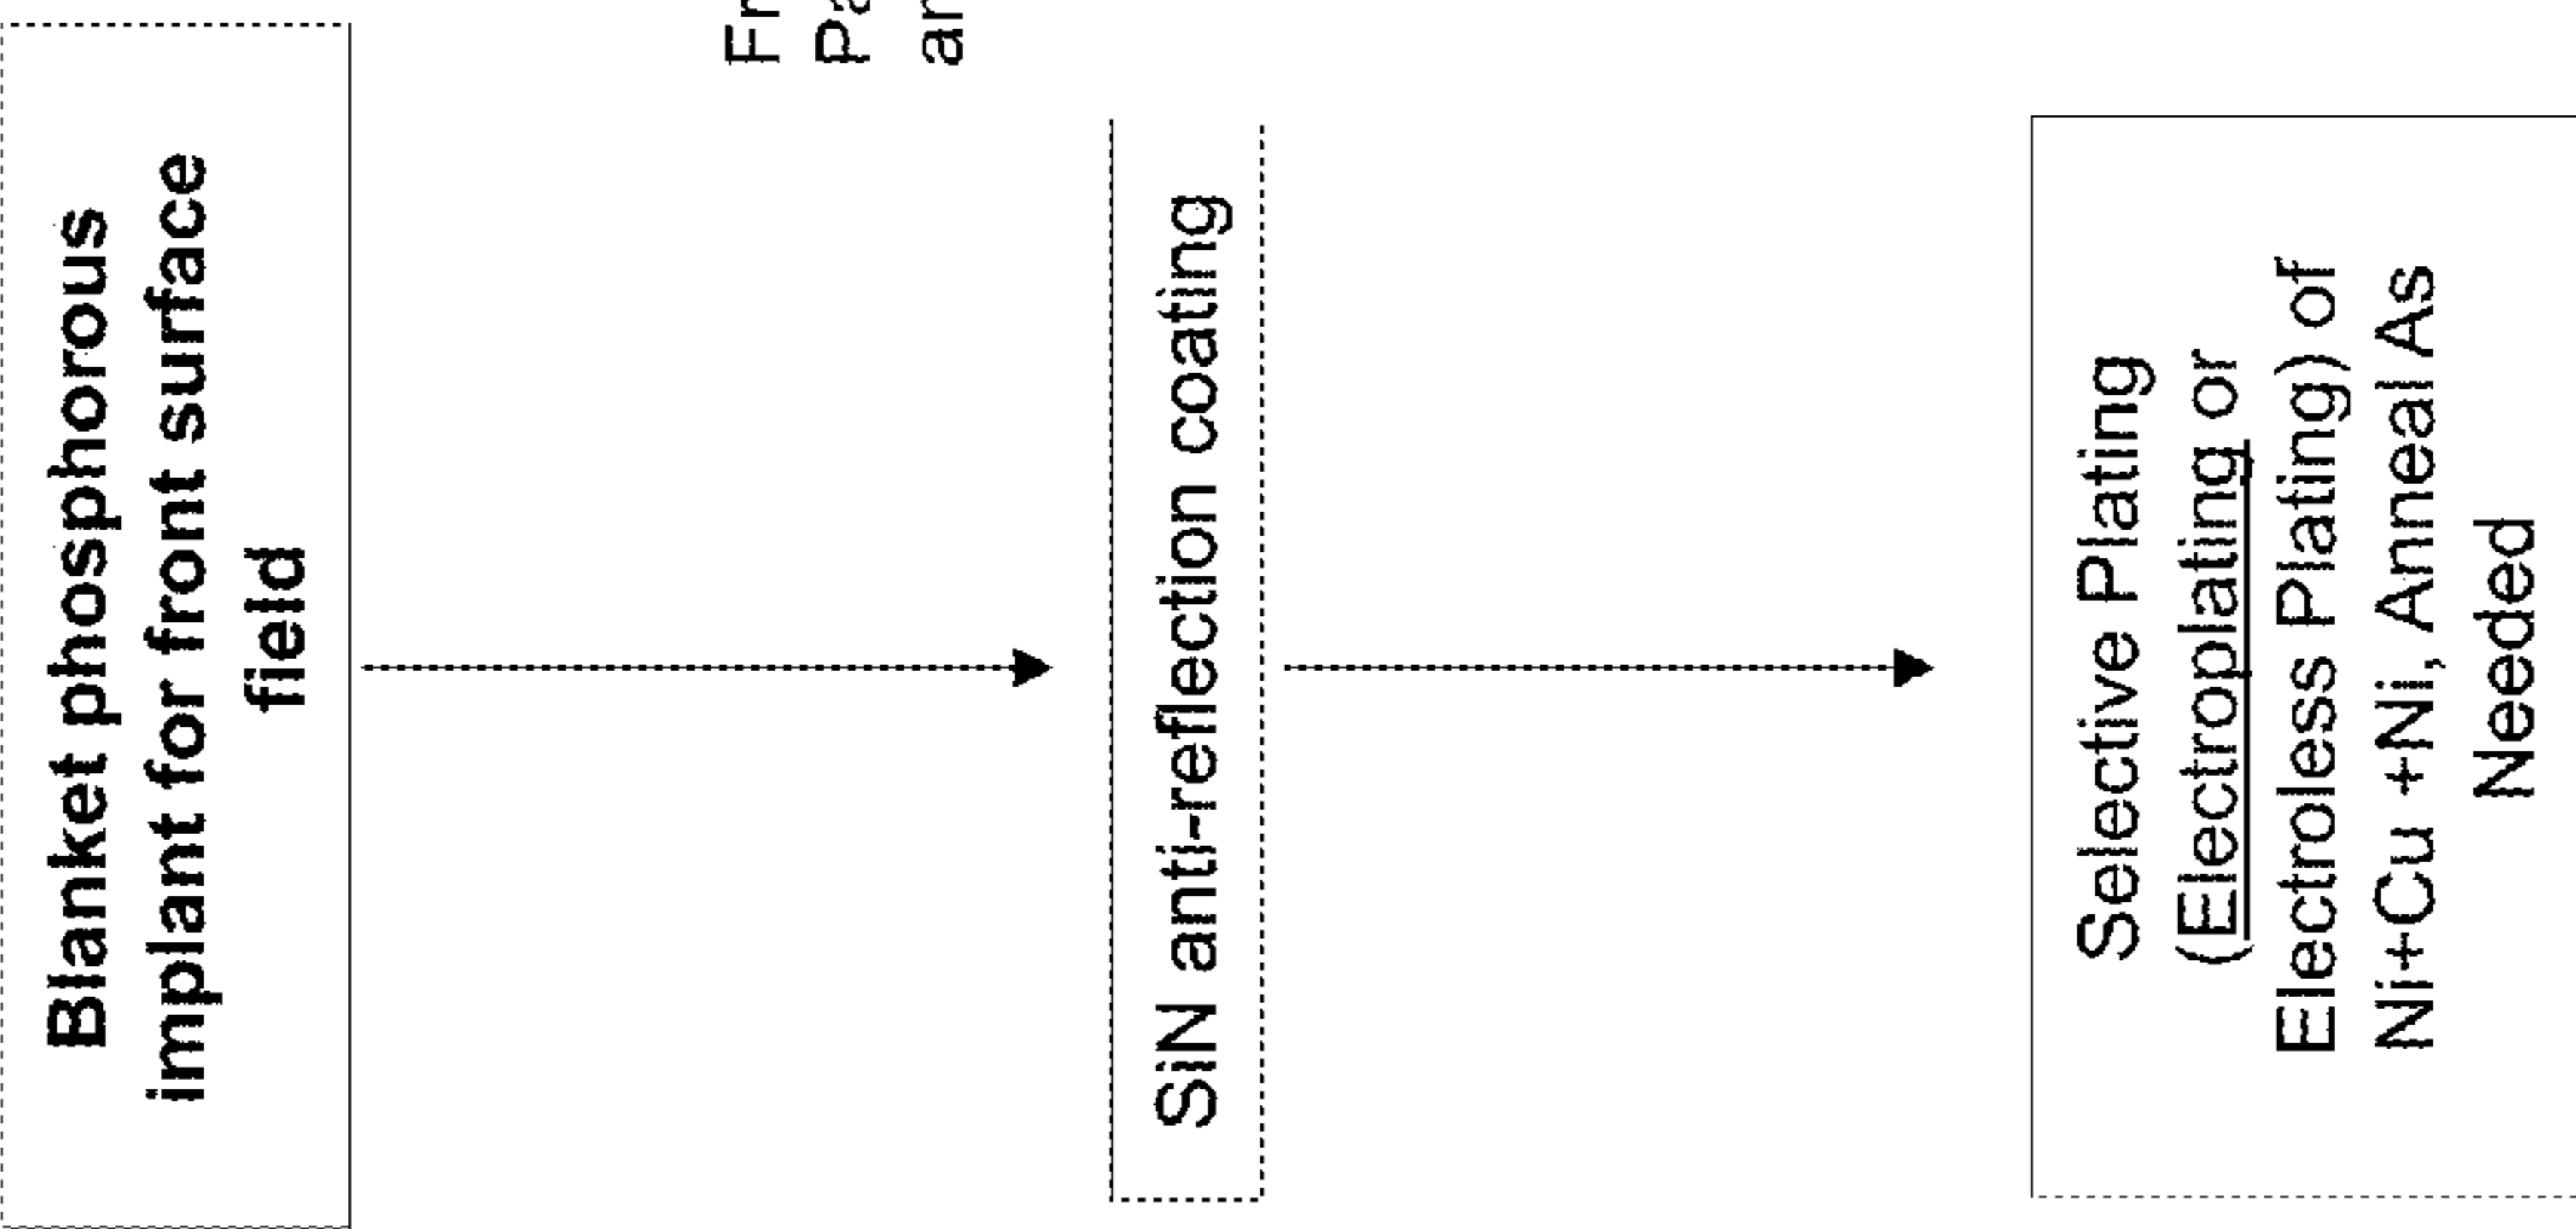 Blanket phosphorous
implant for front surface
field
SiN anti-reflection coating
Selective Plating
(Electroplating or
Electroless Plating) of
Ni+Cu +Ni, Anneal As
Needed